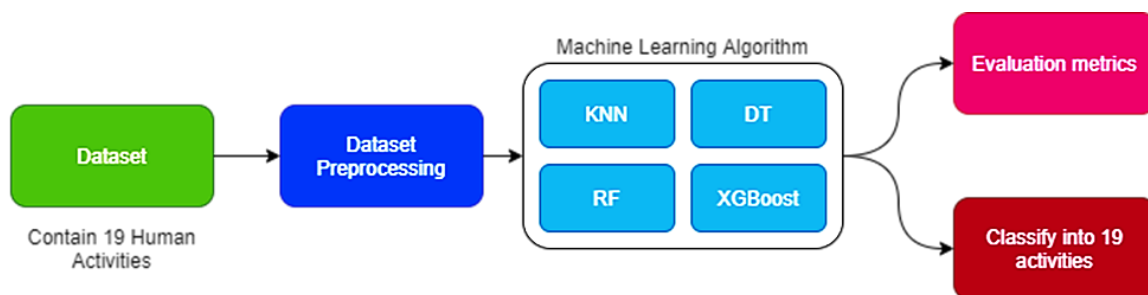 Dataset
Contain 19 Human
Activities
Dataset
Preprocessing
Machine Learning Algorithm
KNN
DT
RF
XGBoost
Evaluation metrics
Classify into 19
activities